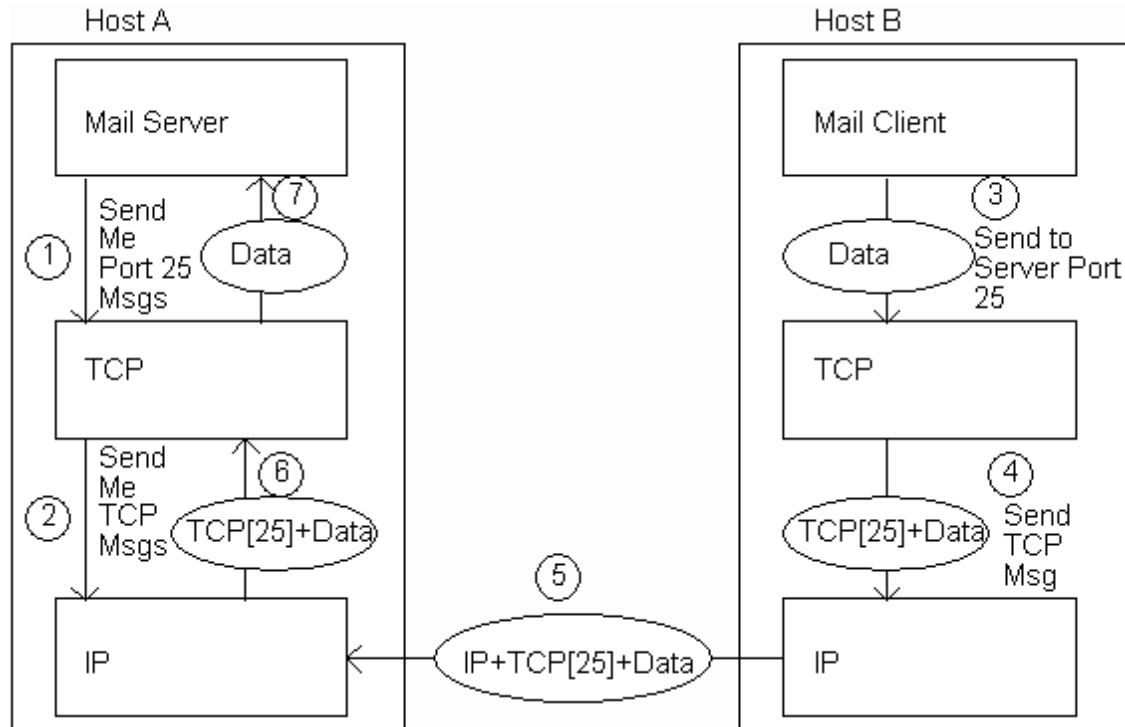 Host A
Host B
Mail Server
Mail Client
1
Send
Me
Port 25
Msgs
7
Data
3
Data
Send to
Server Port
25
TCP
TCP
2
Send
Me
TCP
Msgs
6
TCP[25]+Data
4
TCP[25]+Data
Send
TCP
Msg
5
IP
IP+TCP[25]+Data
IP